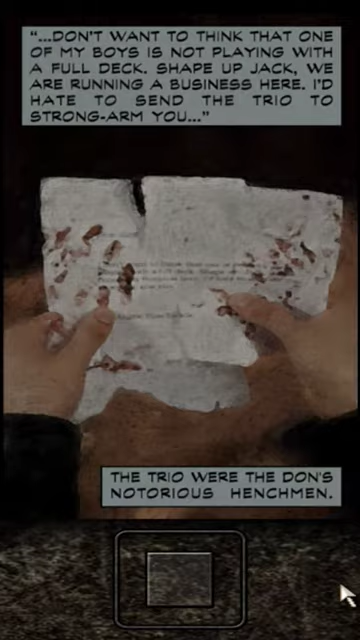 "...DON'T WANT TO THINK THAT ONE
OF MY BOYS IS NOT PLAYING WITH
A FULL DECK. SHAPE UP JACK, WE
ARE RUNNING A BUSINESS HERE. I'D
HATE TO SEND THE TRIO TO
STRONG-ARM YOU..."
THE TRIO WERE THE DON'S
NOTORIOUS HENCHMEN.